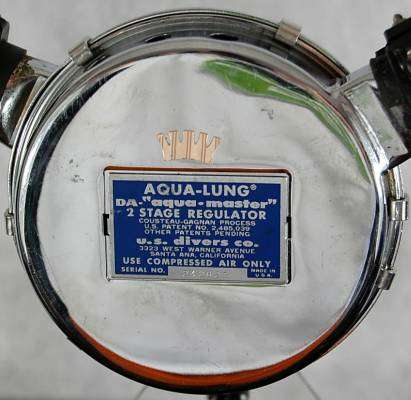 AQUA-LUNG®
DA-"aqua-master"
2 STAGE REGULATOR
COUSTEAU-GAGNAN PROCESS
U.S. PATENT NO. 2,485,039
OTHER PATENTS PENDING
u.s. divers co.
3323 WEST WARNER AVENUE
SANTA ANA, CALIFORNIA
USE COMPRESSED AIR ONLY
SERIAL NO.
MADE IN
U.S.A.